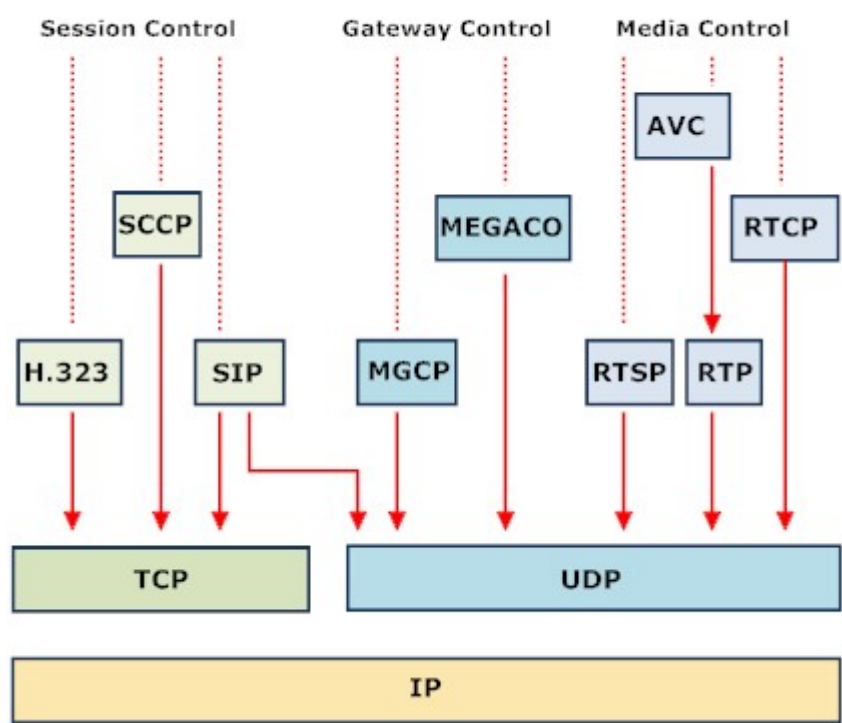 Session Control
Gateway Control
Media Control
AVC
SCCP
MEGACO
RTCP
H.323
SIP
MGCP
RTSP
RTP
TCP
UDP
IP